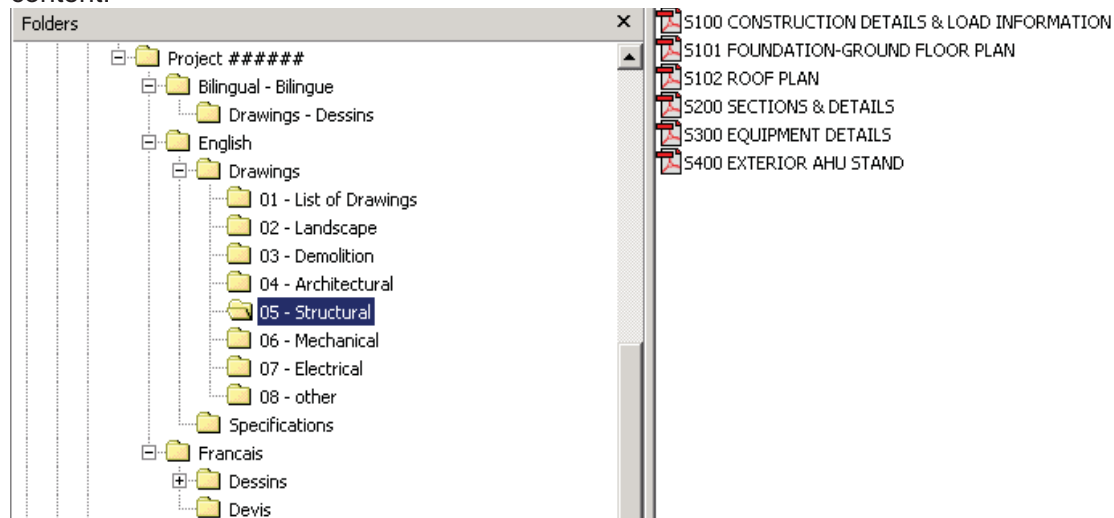 content.
Folders
Project ######
Bilingual - Bilingue
Drawings - Dessins
English
Drawings
01 - List of Drawings
02 - Landscape
03 - Demolition
04 - Architectural
05 - Structural
06 - Mechanical
07 - Electrical
08 - other
Specifications
Francais
Dessins
Devis
S100 CONSTRUCTION DETAILS & LOAD INFORMATION
S101 FOUNDATION-GROUND FLOOR PLAN
S102 ROOF PLAN
S200 SECTIONS & DETAILS
S300 EQUIPMENT DETAILS
S400 EXTERIOR AHU STAND